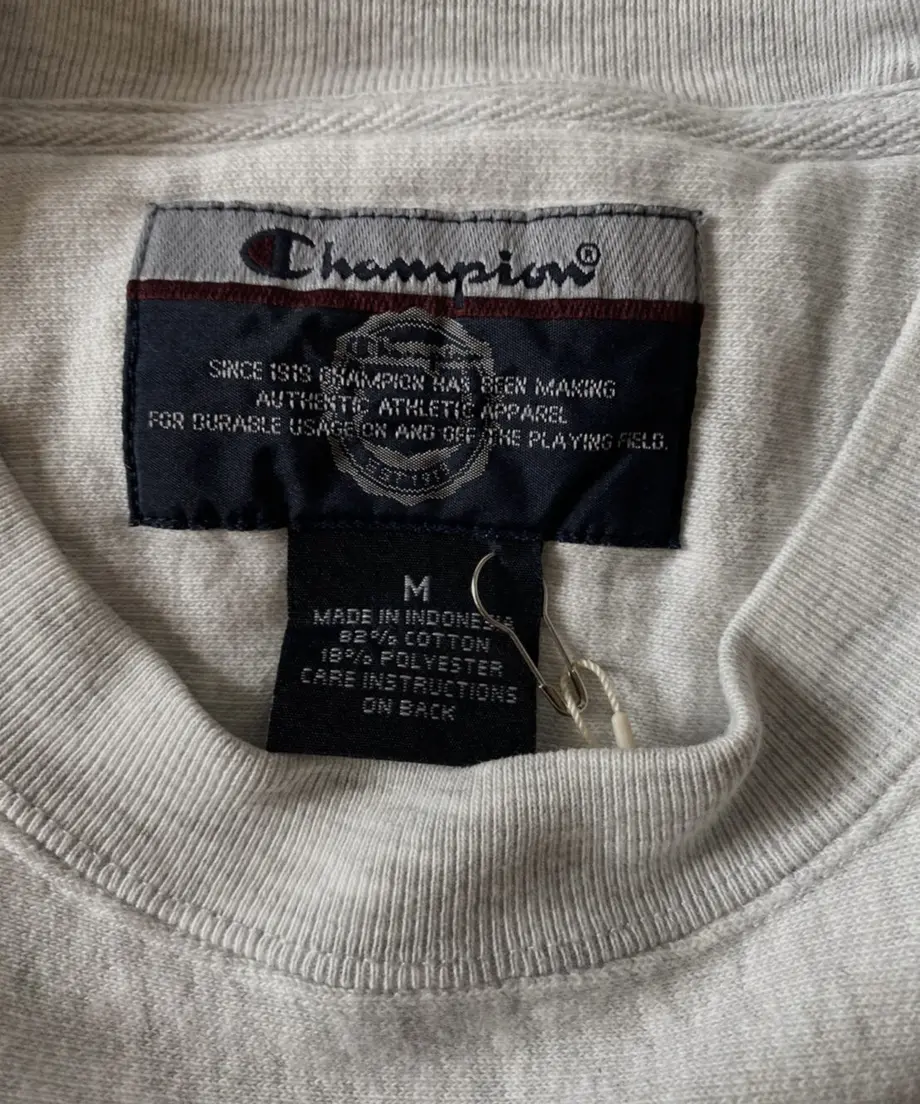 Champion®
Champion
SINCE 1919 CHAMPION HAS BEEN MAKING
AUTHENTIC ATHLETIC APPAREL
FOR DURABLE USAGE ON AND OFF THE PLAYING FIELD.
M
MADE IN INDONESIA
82% COTTON
18% POLYESTER
CARE INSTRUCTIONS
ON BACK